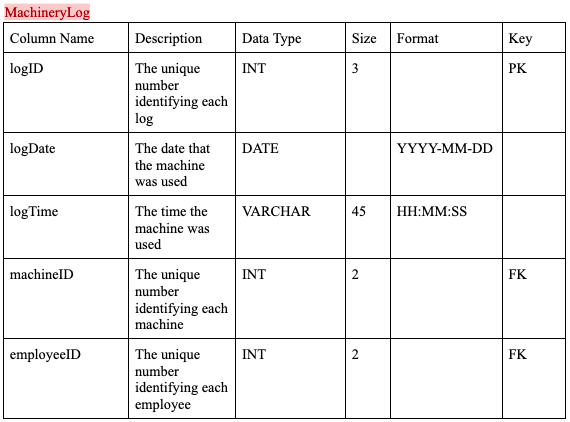 MachineryLog
Column Name Description Data Type Size Format Key
logID The unique INT 3 PK
number
identifying each
log
logDate The date that DATE YYYY-MM-DD
the machine
was used
logTime The time the VARCHAR 45 HH:MM:SS
machine was
used
machineID The unique INT 2 FK
number
identifying each
machine
employeeID The unique INT 2 FK
number
identifying each
employee